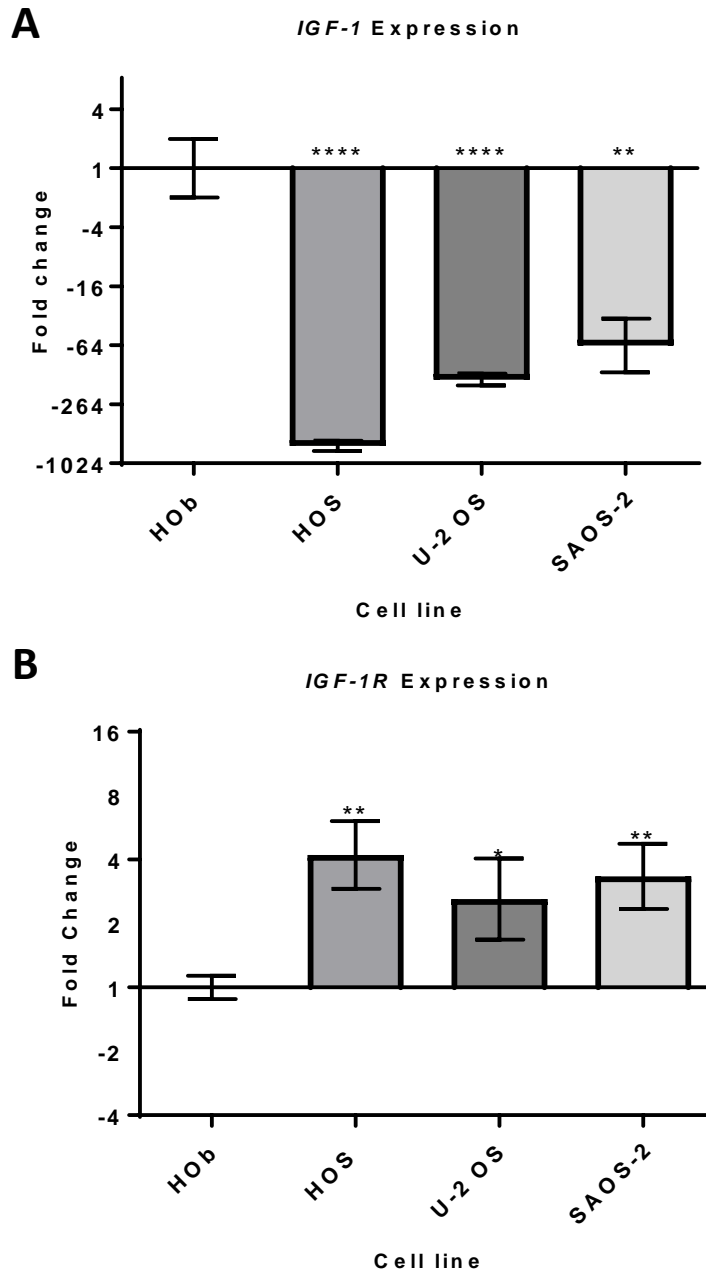 A
IGF-1 Expression
4
1
-4
-16
-64
-264
-1024
Fold change
**** **** **
HOb HOS U-2 OS SAOS-2
Cell line
B
IGF-1R Expression
16
8
4
2
1
-2
-4
Fold Change
** * **
HOb HOS U-2 OS SAOS-2
Cell line